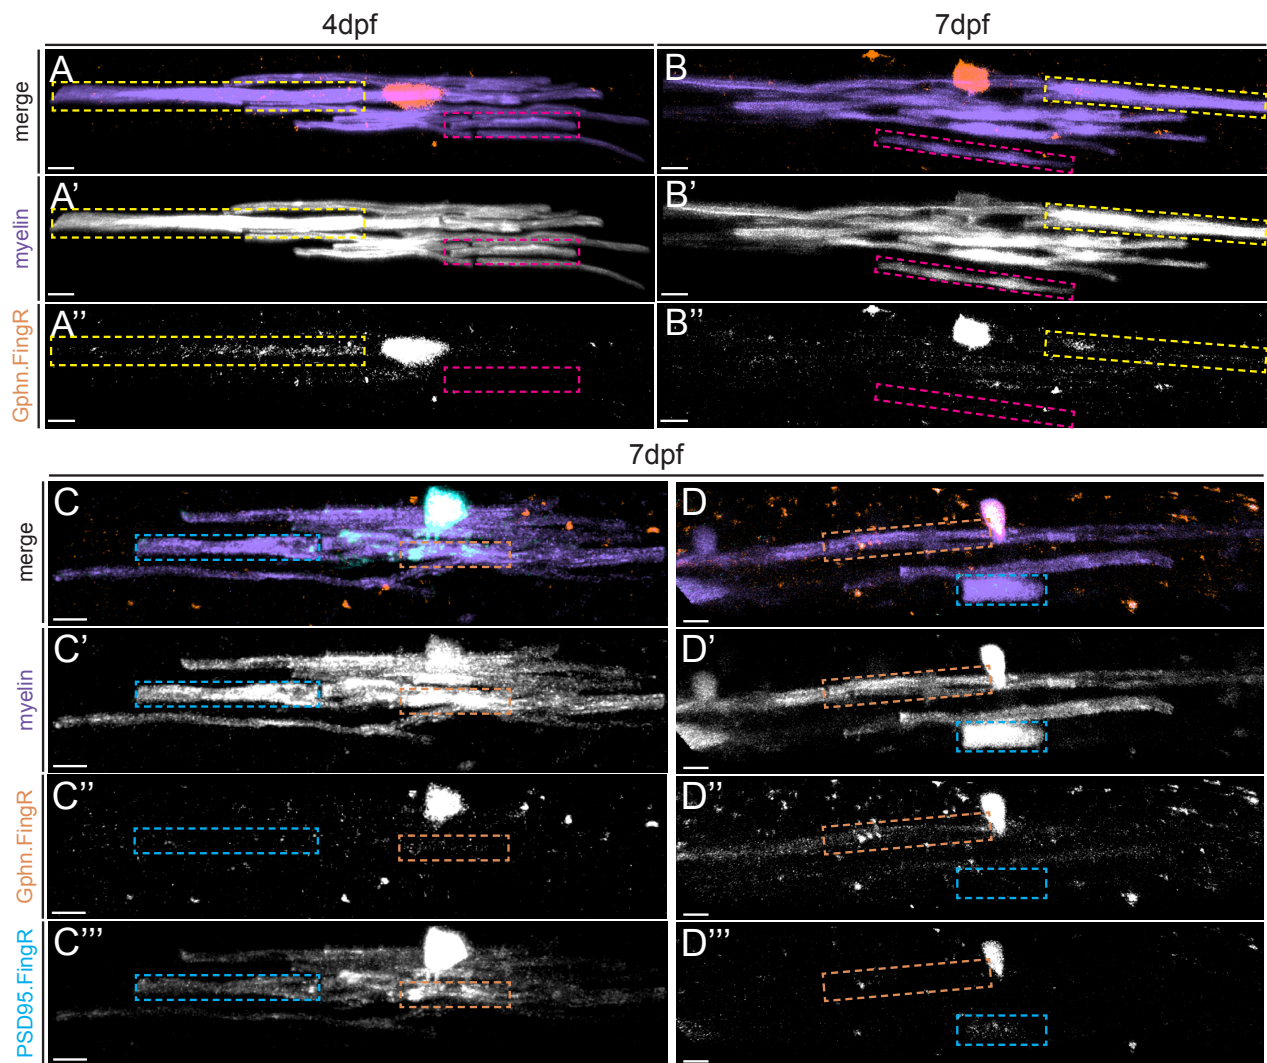 4dpf
7dpf
merge
A
B
myelin
A’
B’
Gphn.FingR
A’’
B’’
7dpf
merge
C
D
myelin
C’
D’
Gphn.FingR
C’’
D’’
PSD95.FingR
C’’’
D’’’